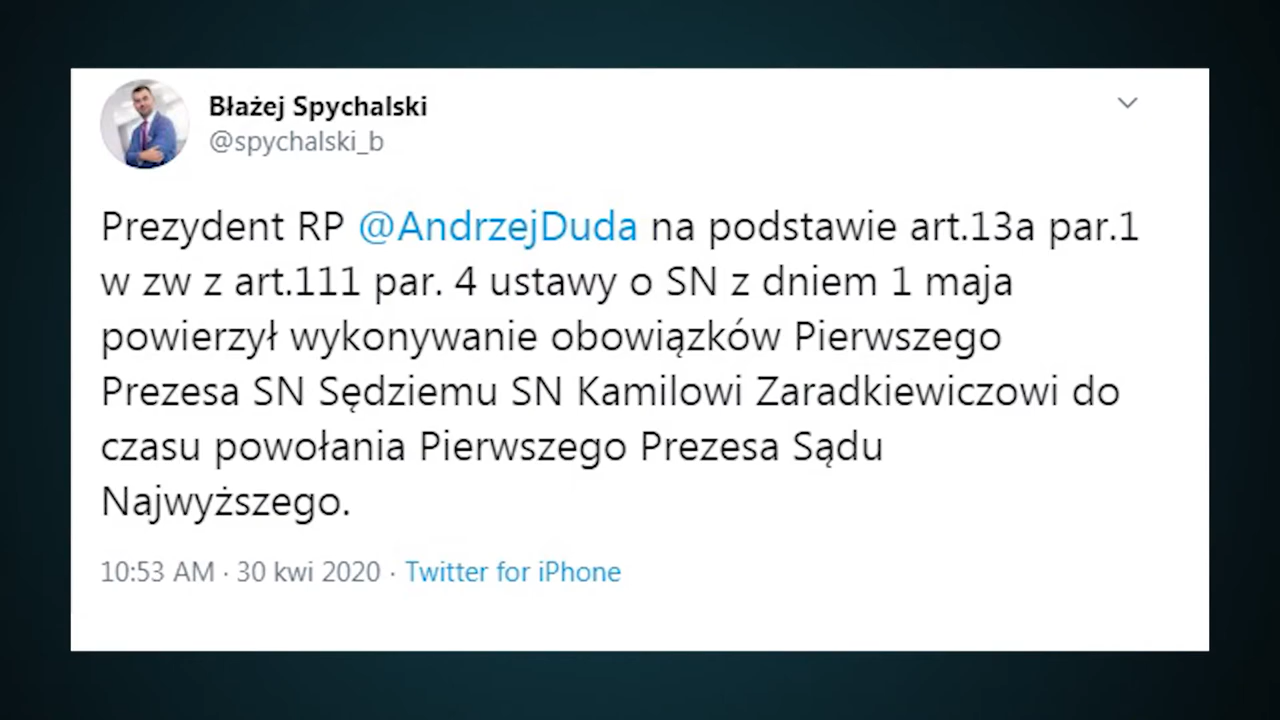 Błażej Spychalski
@spychalski_b
Prezydent RP @AndrzejDuda na podstawie art.13a par.1
w zw z art.111 par. 4 ustawy o SN z dniem 1 maja
powierzył wykonywanie obowiązków Pierwszego
Prezesa SN Sędziemu SN Kamilowi Zaradkiewiczowi do
czasu powołania Pierwszego Prezesa Sądu
Najwyższego.
10:53 AM · 30 kwi 2020 · Twitter for iPhone